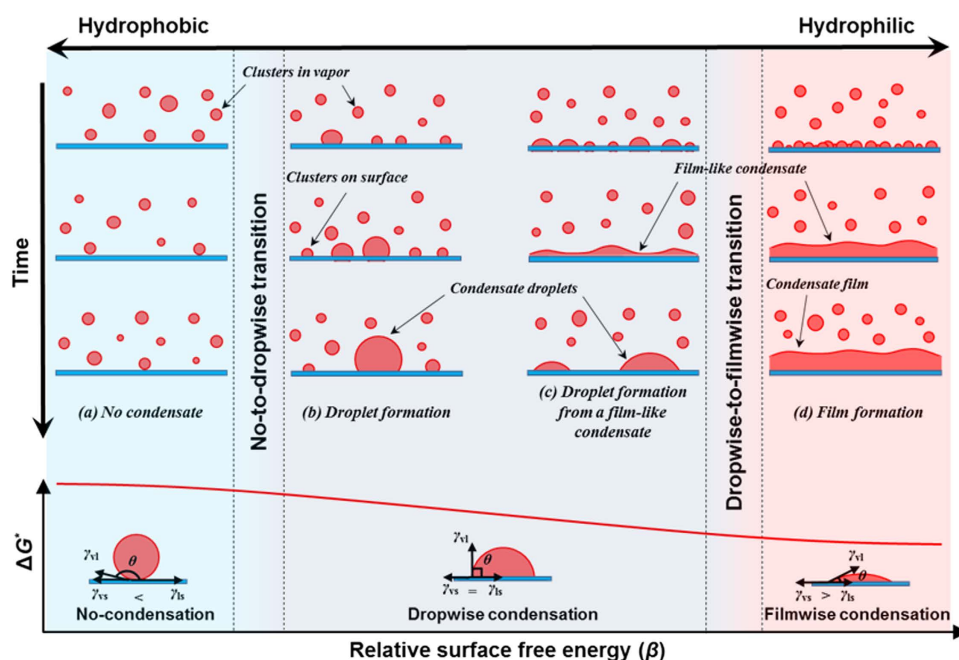 Hydrophobic
Hydrophilic
Time
Clusters in vapor
Clusters on surface
Film-like condensate
Condensate droplets
Condensate film
(a) No condensate
No-to-dropwise transition
(b) Droplet formation
(c) Droplet formation
from a film-like
condensate
Dropwise-to-filmwise transition
(d) Film formation
ΔG*
γvl
θ
γvs < γls
No-condensation
γvl
θ
γvs = γls
Dropwise condensation
γvl
θ
γvs > γls
Filmwise condensation
Relative surface free energy (β)